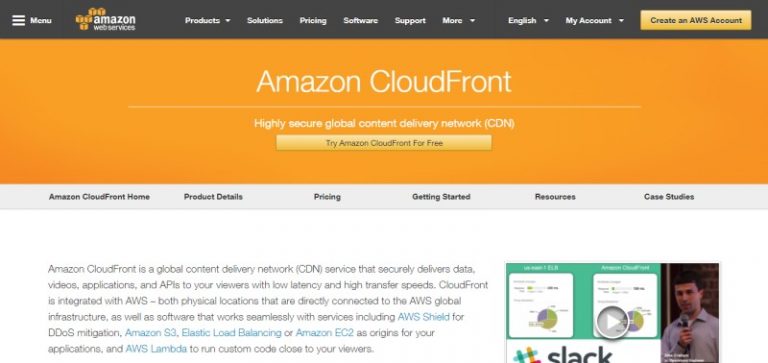 Menu
amazon
webservices
Products
Solutions
Pricing
Software
Support
More
English
My Account
Create an AWS Account
Amazon CloudFront
Highly secure global content delivery network (CDN)
Try Amazon CloudFront For Free
Amazon CloudFront Home
Product Details
Pricing
Getting Started
Resources
Case Studies
Amazon CloudFront is a global content delivery network (CDN) service that securely delivers data,
videos, applications, and APIs to your viewers with low latency and high transfer speeds. CloudFront
is integrated with AWS – both physical locations that are directly connected to the AWS global
infrastructure, as well as software that works seamlessly with services including AWS Shield for
DDoS mitigation, Amazon S3, Elastic Load Balancing or Amazon EC2 as origins for your
applications, and AWS Lambda to run custom code close to your viewers.
us-east-1 ELB
Amazon CloudFront
slack